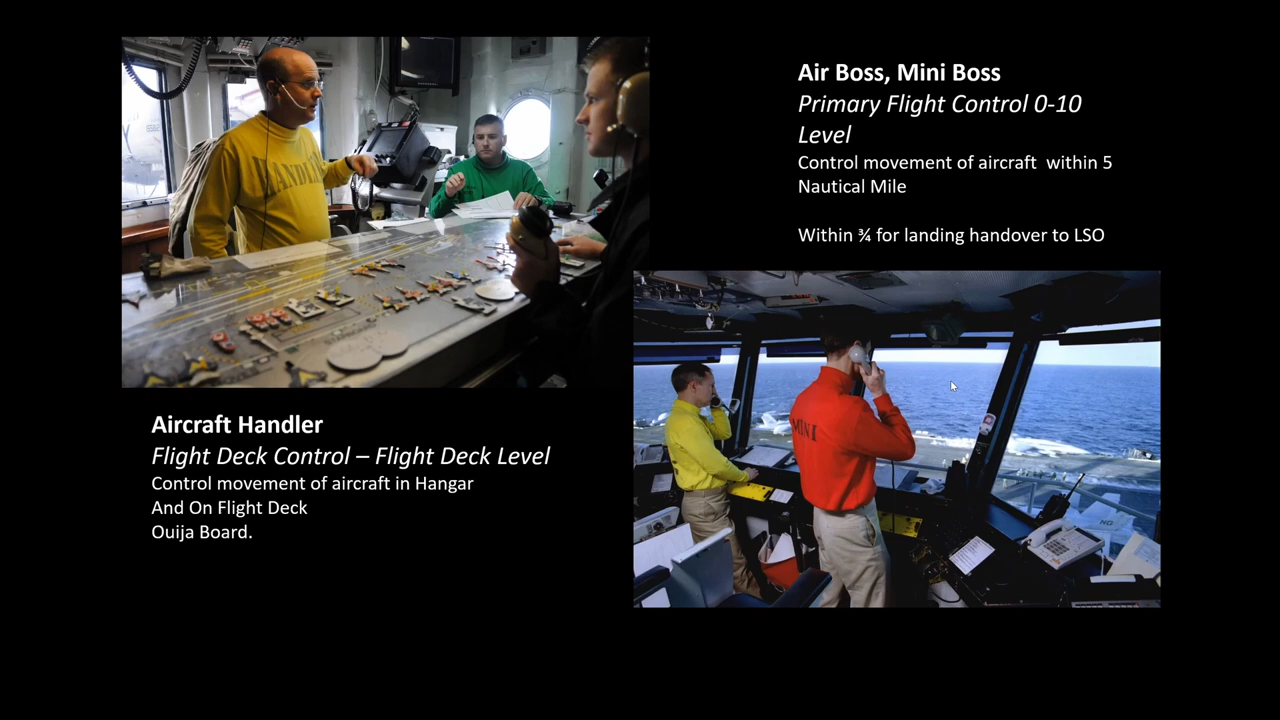 Air Boss, Mini Boss
Primary Flight Control 0-10
Level
Control movement of aircraft  within 5
Nautical Mile
Within ¾ for landing handover to LSO
HANDLER
MINI
Aircraft Handler
Flight Deck Control – Flight Deck Level
Control movement of aircraft in Hangar
And On Flight Deck
Ouija Board.